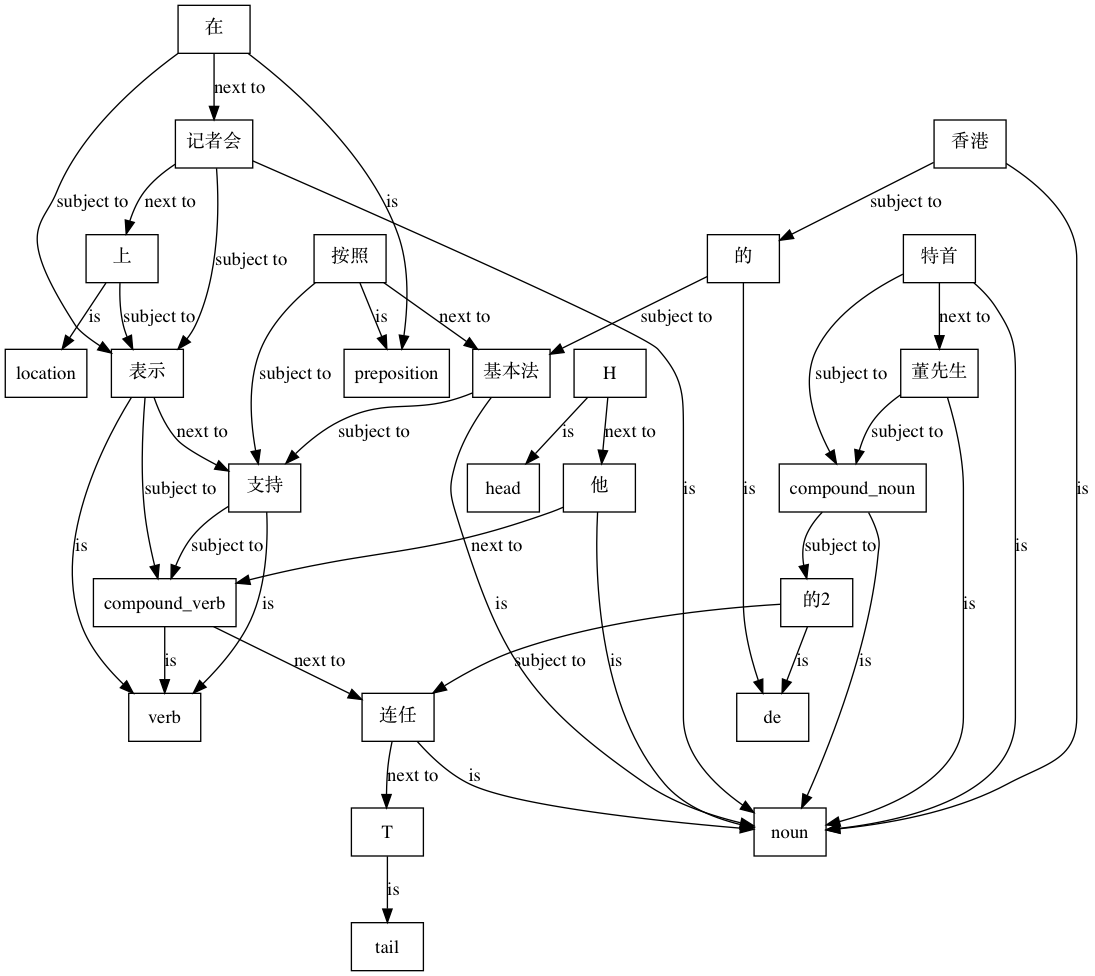 在
next to
记者会
香港
subject to
next to
is
subject to
上
subject to
按照
的
特首
is
subject to
is
next to
subject to
next to
location
表示
preposition
基本法
H
董先生
next to
subject to
subject to
is
next to
subject to
subject to
subject to
支持
head
他
is
is
compound_noun
is
is
subject to
next to
subject to
compound_verb
is
is
is
的2
is
next to
subject to
is
is
is
verb
连任
de
next to
is
T
noun
is
tail